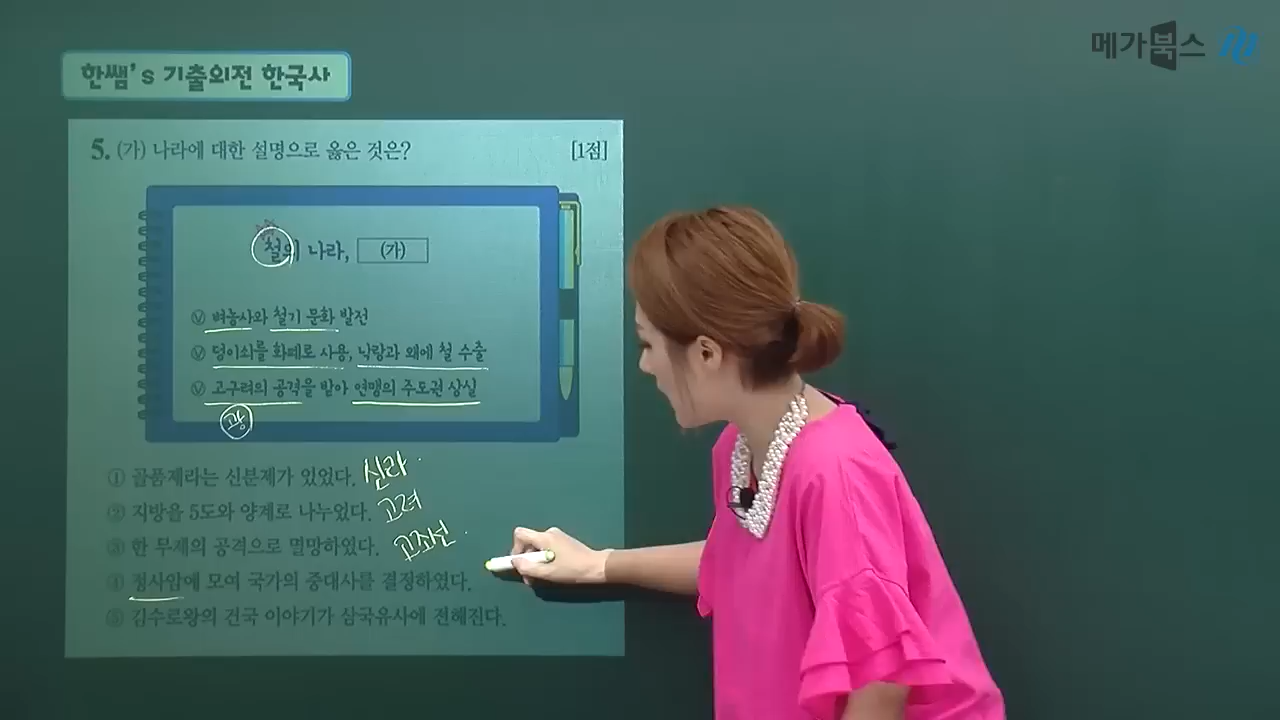 메가북스
한쌤's 기출외전 한국사
5. (가) 나라에 대한 설명으로 옳은 것은? [1점]
철의 나라, (가)
벼농사와 철기 문화 발전
덩이쇠를 화폐로 사용, 낙랑과 왜에 철 수출
고구려의 공격을 받아 연맹의 주도권 상실
광
① 골품제라는 신분제가 있었다. 신라
② 지방을 5도와 양계로 나누었다. 고려
③ 한 무제의 공격으로 멸망하였다. 고조선
④ 정사암에 모여 국가의 중대사를 결정하였다.
⑤ 김수로왕의 건국 이야기가 삼국유사에 전해진다.